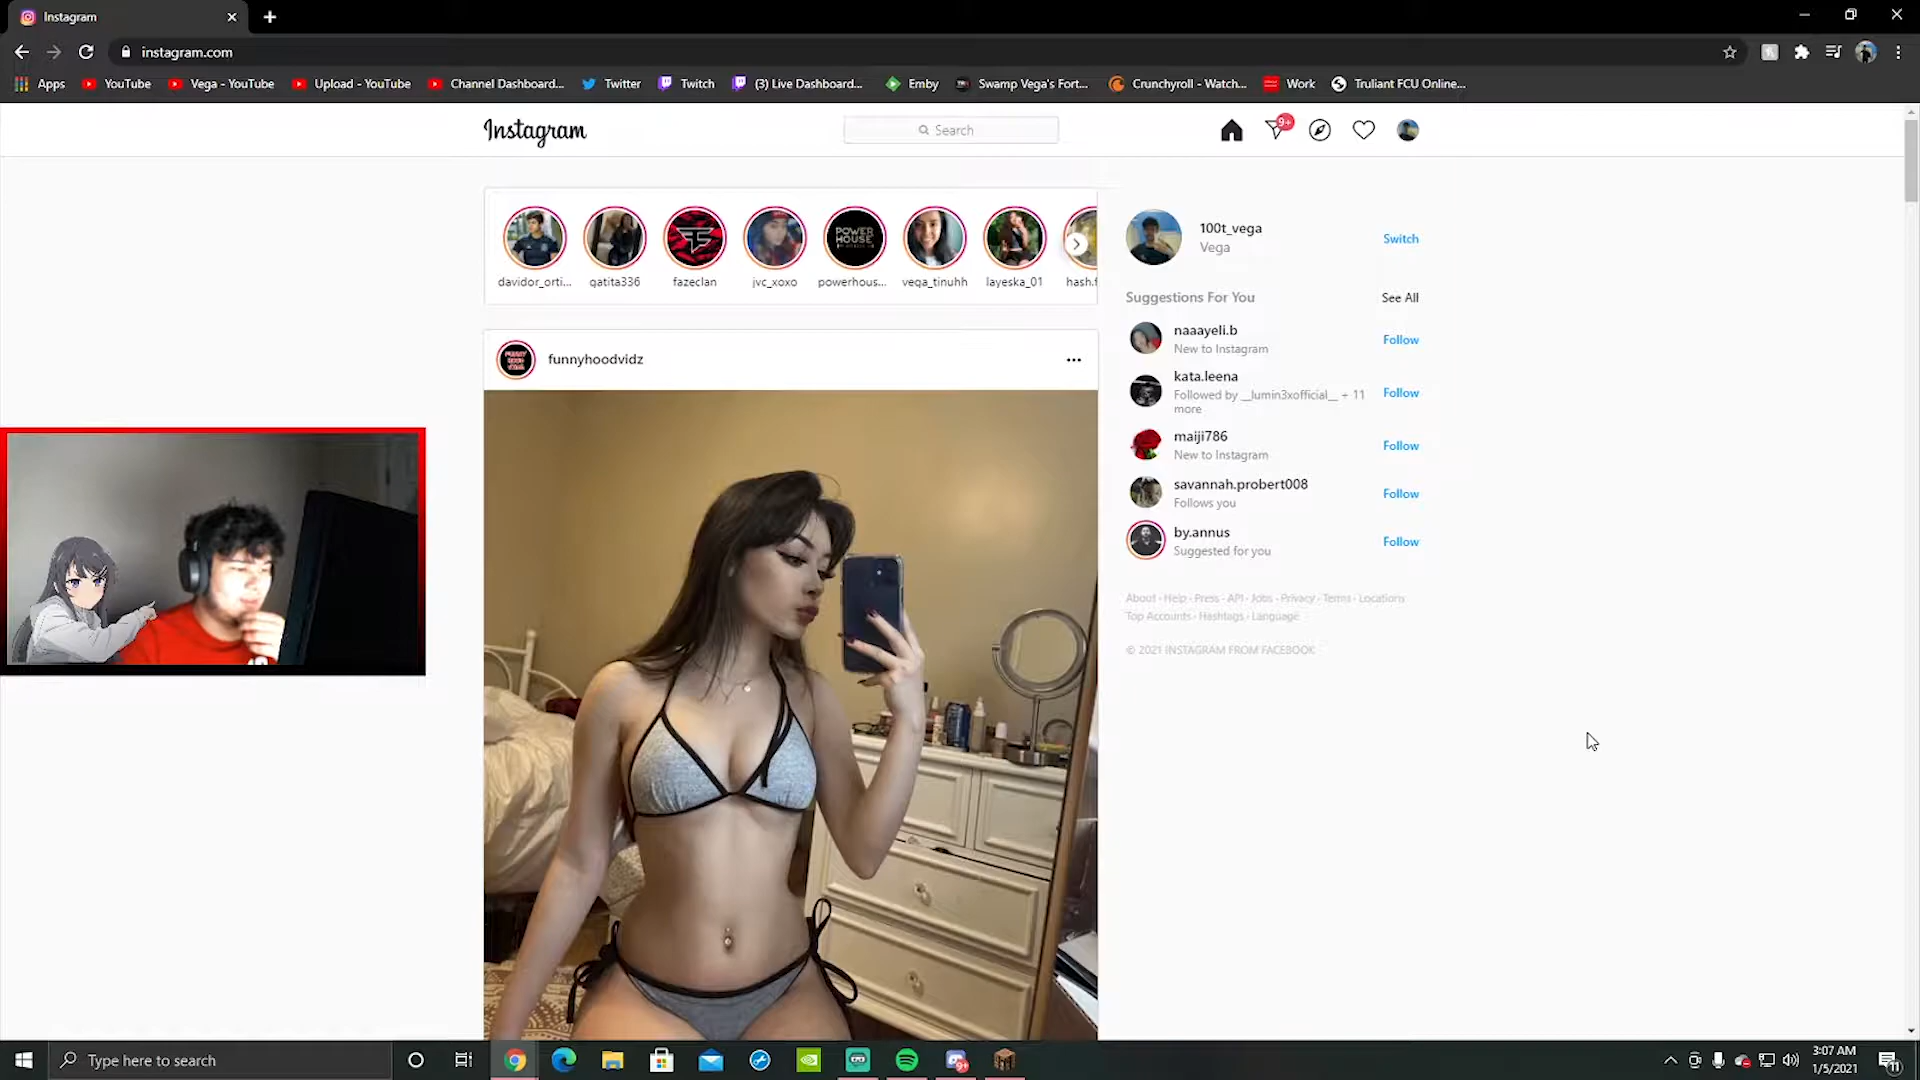 Instagram
instagram.com
Apps YouTube Vega - YouTube Upload - YouTube Channel Dashboard... Twitter Twitch (3) Live Dashboard... Emby Swamp Vega's Fort... Crunchyroll - Watch... Work Truliant FCU Online...
Instagram
Search
9+
POWER
HOUSE
davidor_orti... gatita336 fazeclan jvc_xoxo powerhous... vega_tinuhh layeska_01 hash.f
100t_vega
Vega
Switch
Suggestions For You
See All
naaayeli.b
New to Instagram
Follow
kata.leena
Followed by __lumin3xofficial__ + 11
more
Follow
maiji786
New to Instagram
Follow
savannah.probert008
Follows you
Follow
by.annus
Suggested for you
Follow
About · Help · Press · API · Jobs · Privacy · Terms · Locations
Top Accounts · Hashtags · Language
© 2021 INSTAGRAM FROM FACEBOOK
funnyhoodvidz
Type here to search
3:07 AM
1/5/2021
11